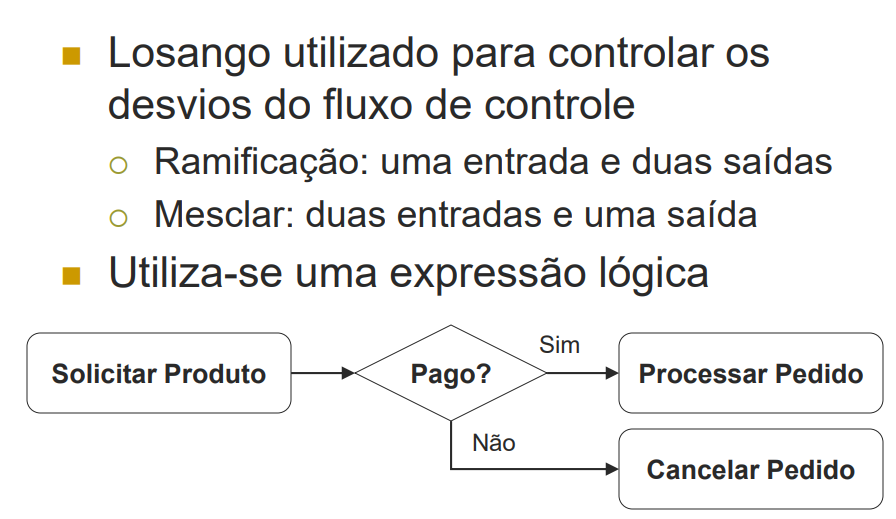 Losango utilizado para controlar os
desvios do fluxo de controle
Ramificação: uma entrada e duas saídas
Mesclar: duas entradas e uma saída
Utiliza-se uma expressão lógica
Solicitar Produto
Pago?
Sim
Processar Pedido
Não
Cancelar Pedido